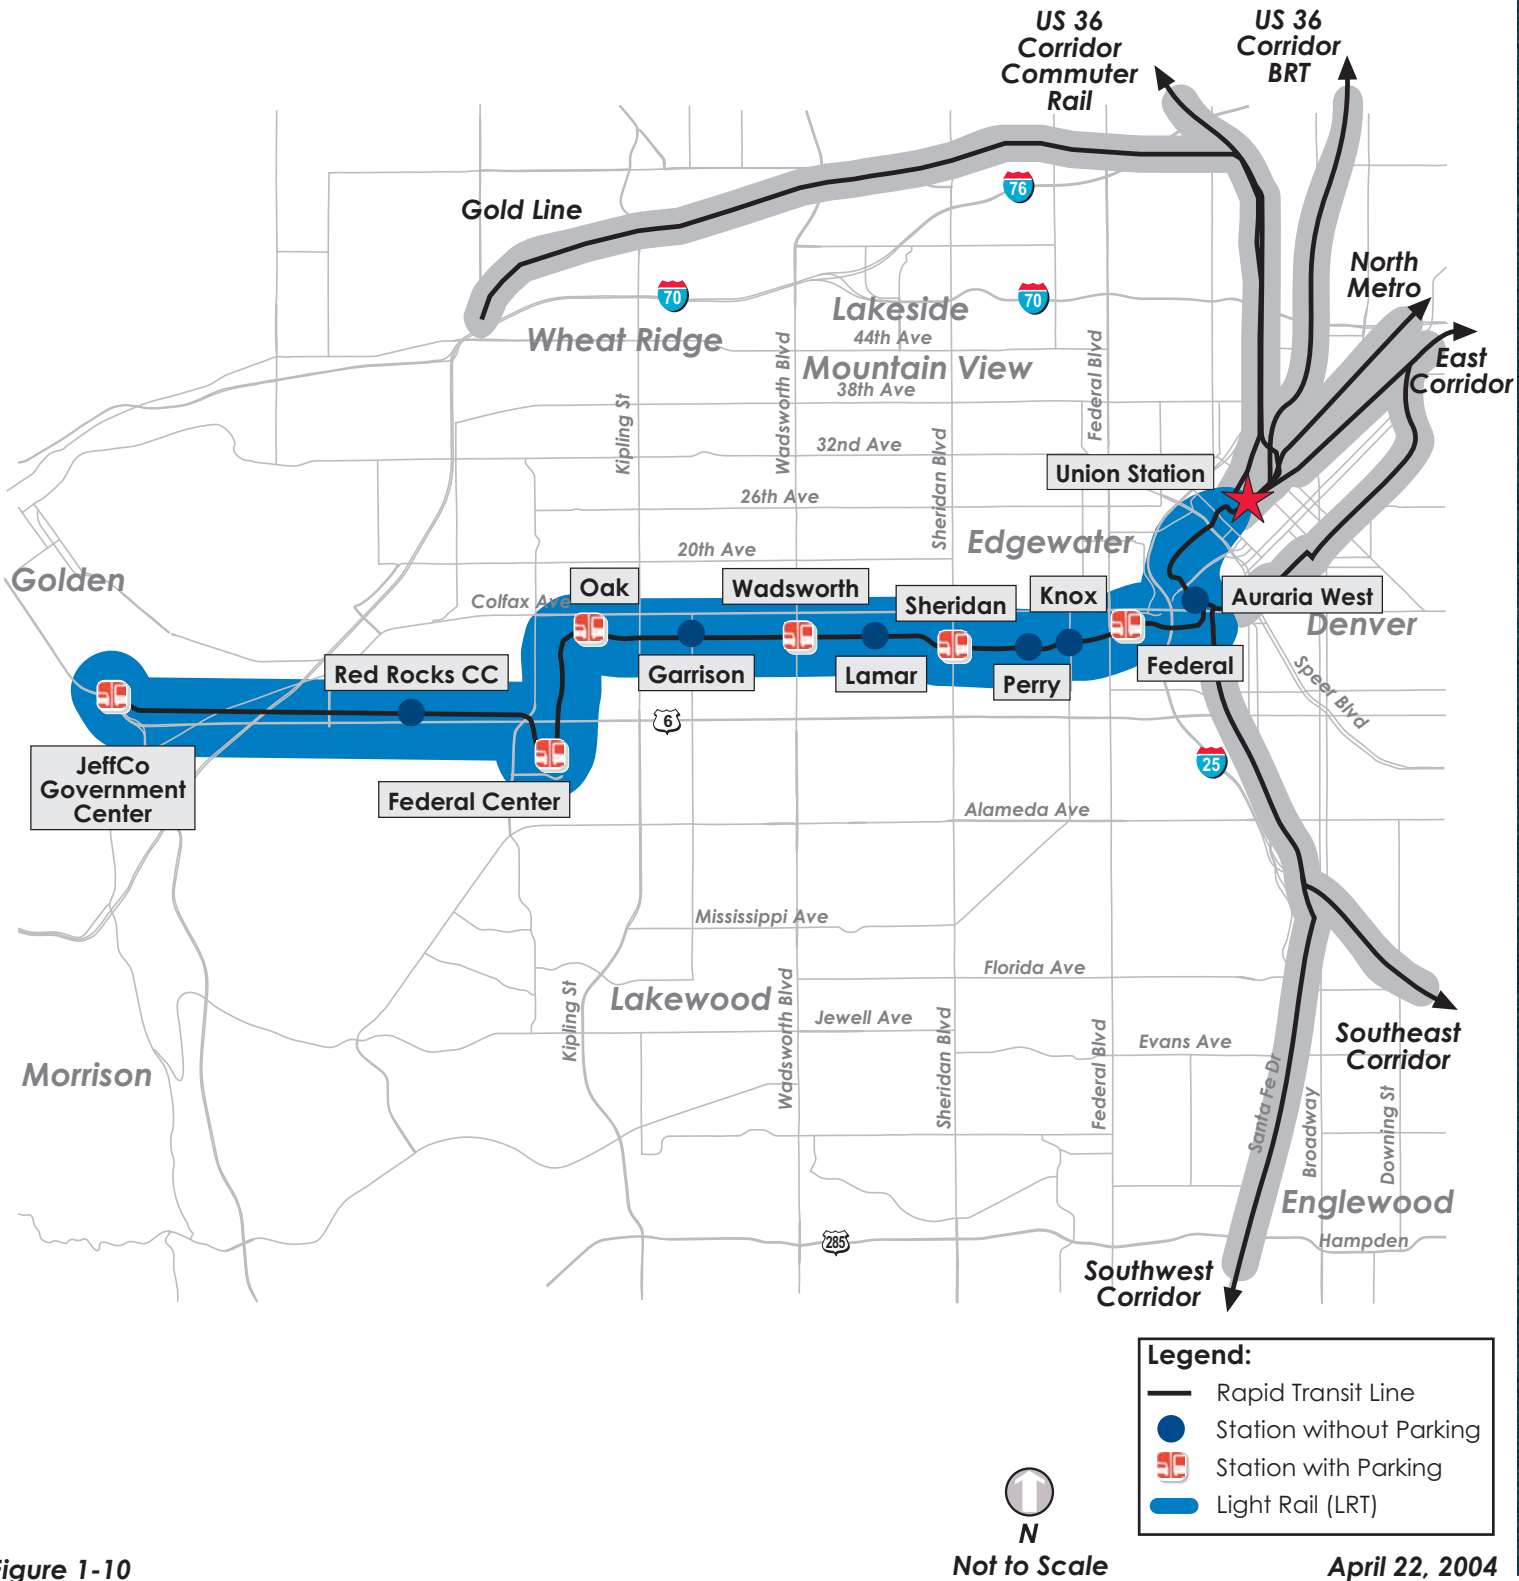 US 36
Corridor
Commuter
Rail
US 36
Corridor
BRT
Gold Line
76
North
Metro
70
70
Lakeside
Wheat Ridge
44th Ave
Mountain View
38th Ave
East
Corridor
Kipling St
Wadsworth Blvd
Federal Blvd
Sheridan Blvd
32nd Ave
Union Station
26th Ave
Edgewater
20th Ave
Golden
Colfax Ave
Oak
Wadsworth
Sheridan
Knox
Auraria West
Denver
Red Rocks CC
Garrison
Lamar
Perry
Federal
Speer Blvd
6
25
JeffCo
Government
Center
Federal Center
Alameda Ave
Mississippi Ave
Florida Ave
Lakewood
Kipling St
Wadsworth Blvd
Jewell Ave
Sheridan Blvd
Federal Blvd
Evans Ave
Southeast
Corridor
Morrison
Santa Fe Dr
Broadway
Downing St
Englewood
Hampden
285
Southwest
Corridor
Legend:
Rapid Transit Line
Station without Parking
Station with Parking
Light Rail (LRT)
N
Not to Scale
igure 1-10
April 22, 2004